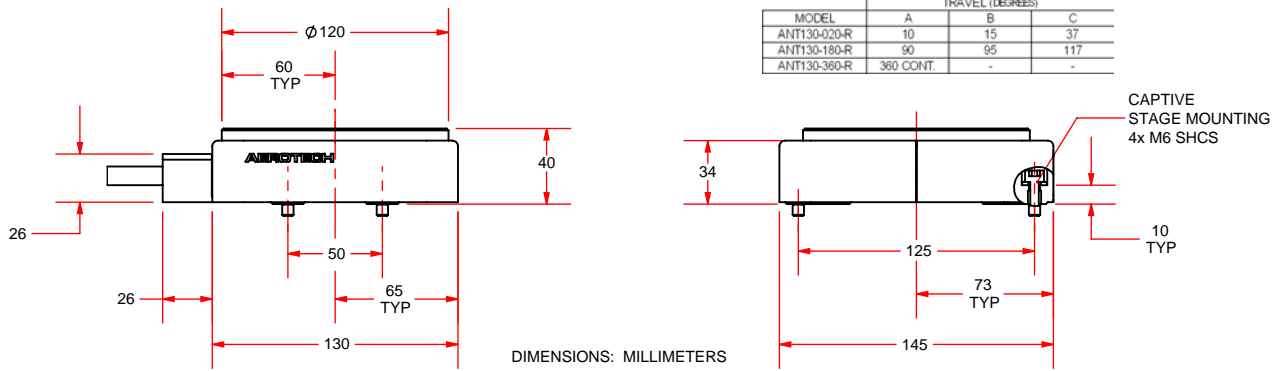 TRAVEL (DEGREES)
MODEL A B C
ANT130-020-R 10 15 37
ANT130-180-R 90 95 117
ANT130-360-R 360 CONT. - -
Ø120
60
TYP
AEROTECH
40
26
50
26
65
TYP
130
DIMENSIONS: MILLIMETERS
CAPTIVE
STAGE MOUNTING
4x M6 SHCS
34
10
TYP
125
73
TYP
145